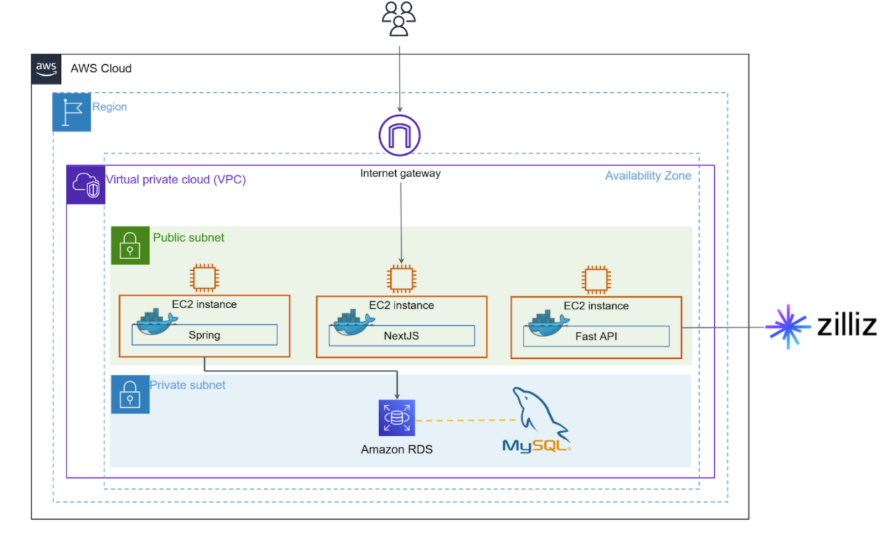 aws
AWS Cloud
Region
Internet gateway
Availability Zone
Virtual private cloud (VPC)
Public subnet
EC2 instance
Spring
EC2 instance
NextJS
EC2 instance
Fast API
zilliz
Private subnet
Amazon RDS
MySQL